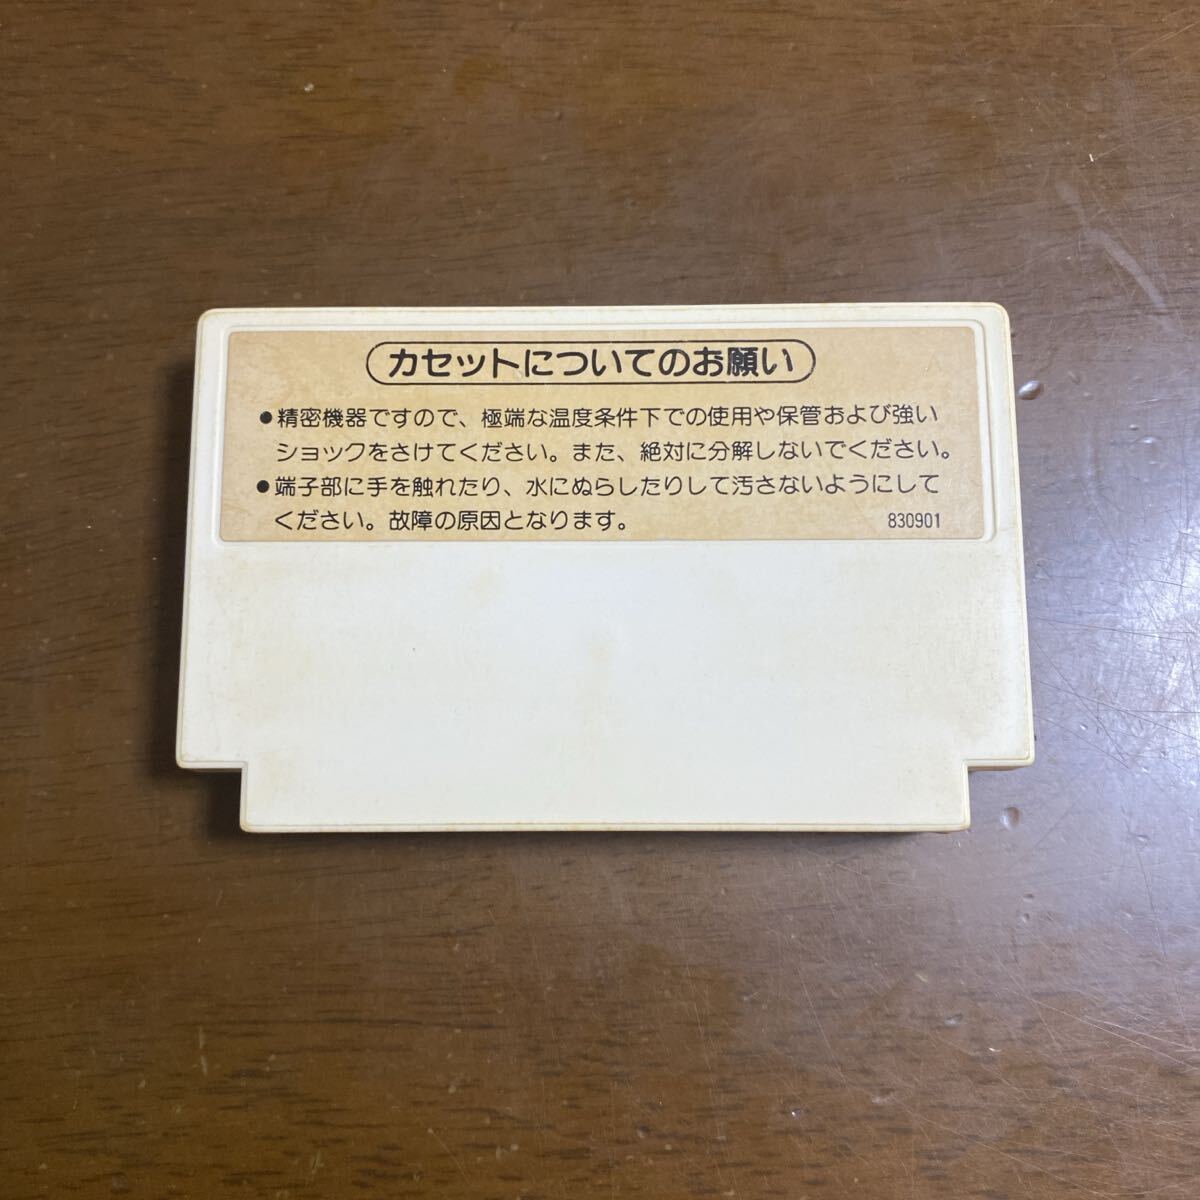 カセットについてのお願い
●精密機器ですので、極端な温度条件下での使用や保管および強い
ショックをさけてください。また、絶対に分解しないでください。
●端子部に手を触れたり、水にぬらしたりして汚さないようにして
ください。故障の原因となります。 830901